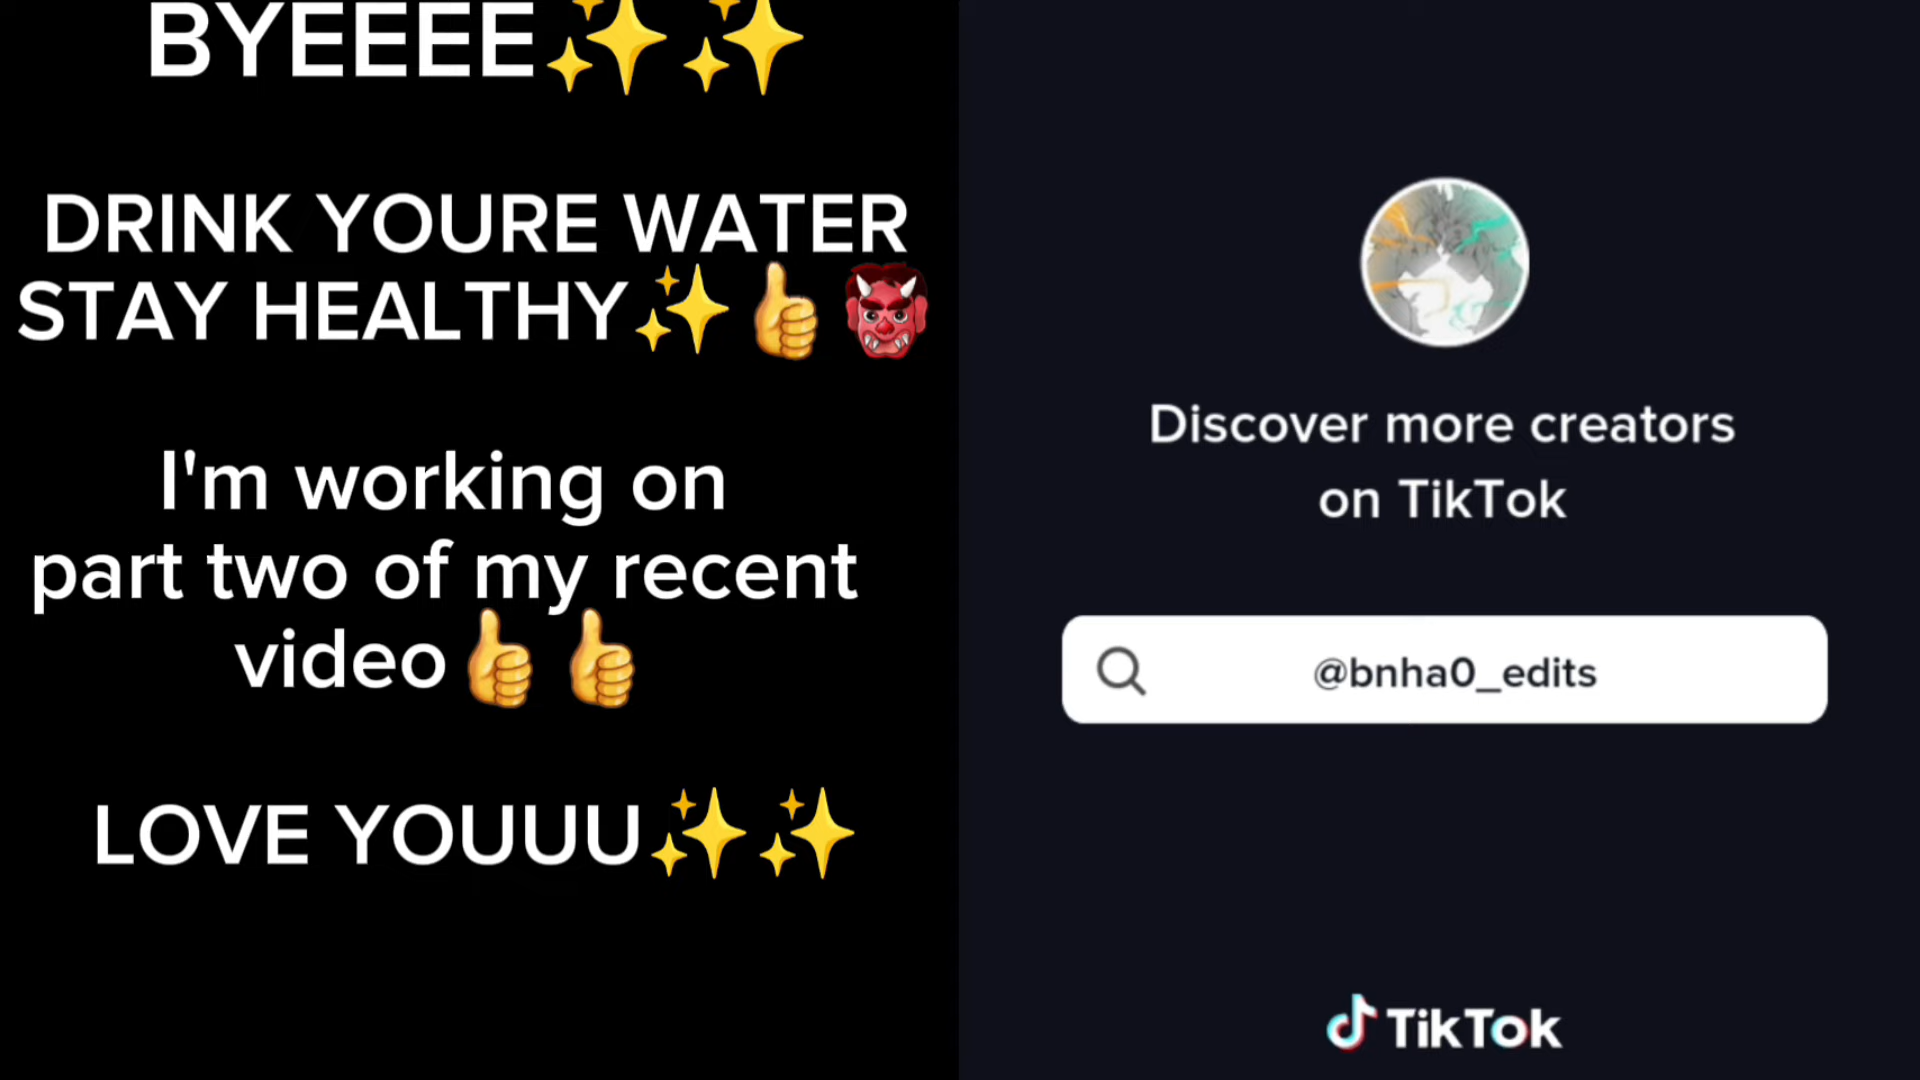 BYEEEE✨✨
DRINK YOURE WATER
STAY HEALTHY✨👍👹
I'm working on
part two of my recent
video👍👍
LOVE YOUUU✨✨
Discover more creators
on TikTok
@bnha0_edits
TikTok